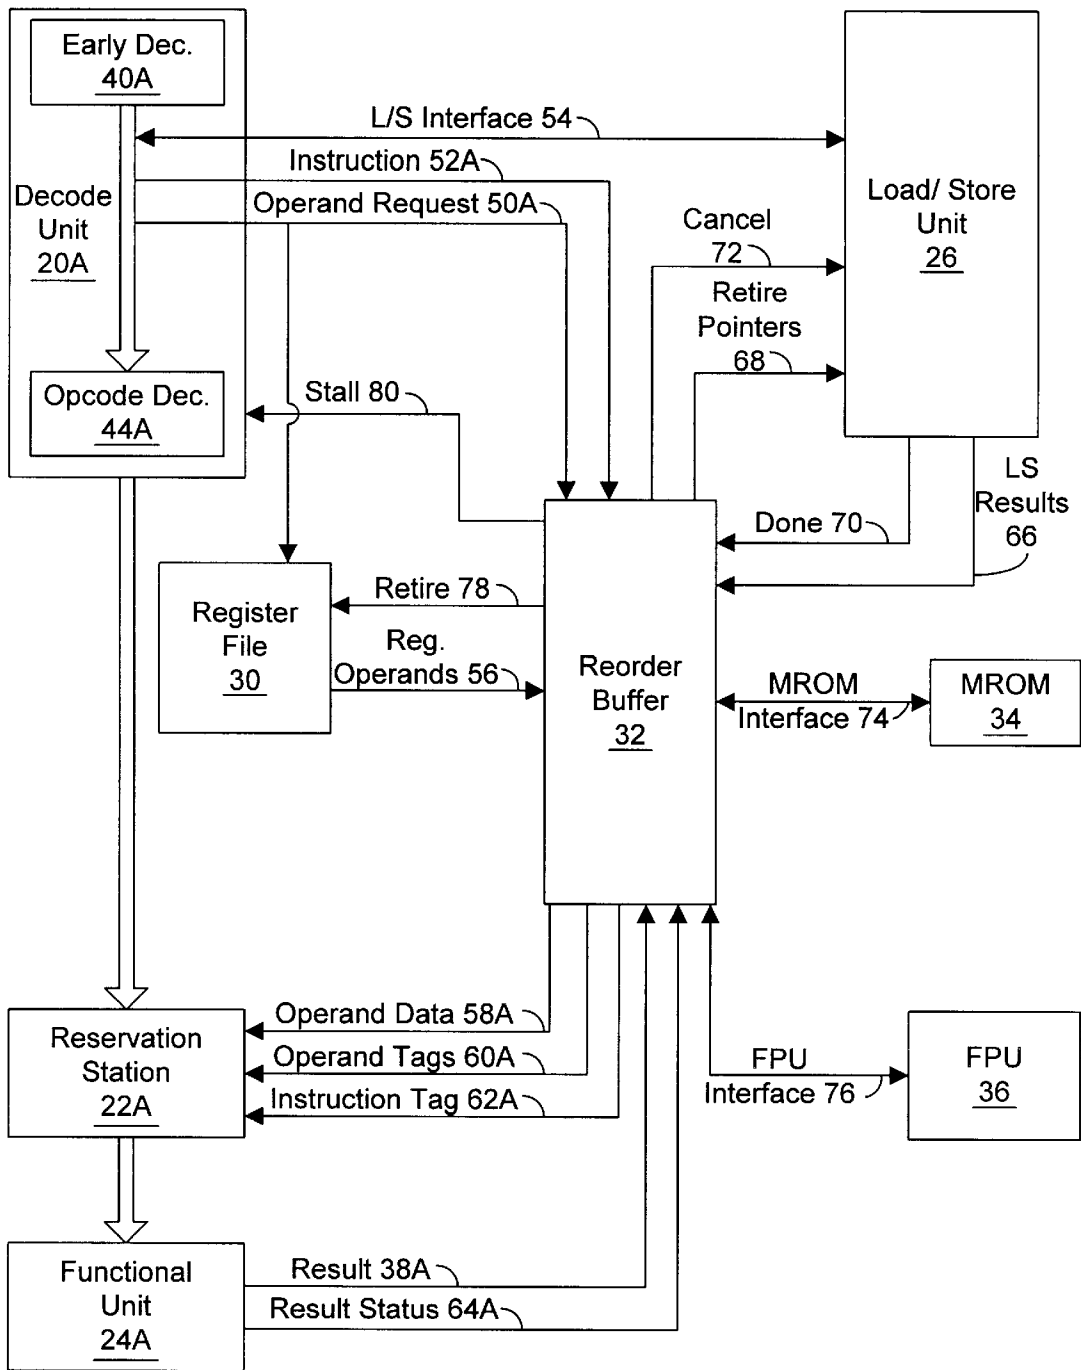 Early Dec.
40A
L/S Interface 54
Instruction 52A
Operand Request 50A
Decode
Unit
20A
Load/ Store
Unit
26
Cancel
72
Retire
Pointers
68
Opcode Dec.
44A
Stall 80
LS
Results
66
Done 70
Register
File
30
Retire 78
Reg.
Operands 56
Reorder
Buffer
32
MROM
Interface 74
MROM
34
Reservation
Station
22A
Operand Data 58A
Operand Tags 60A
Instruction Tag 62A
FPU
Interface 76
FPU
36
Functional
Unit
24A
Result 38A
Result Status 64A